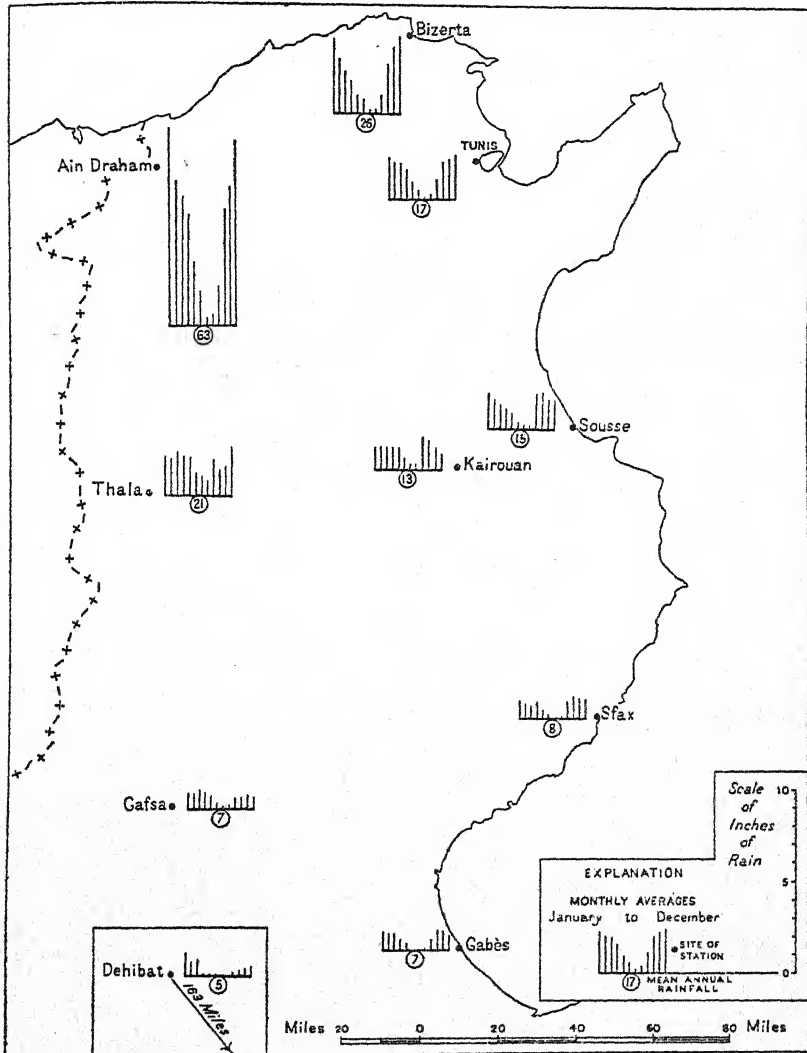 Bizerta
26
TUNIS
17
Ain Draham
63
Sousse
15
Kairouan
13
Thala
21
Sfax
8
Gafsa
7
Gabès
7
Dehibat
5
163 Miles
Scale
of
Inches
of
Rain
10
5
0
EXPLANATION
MONTHLY AVERAGES
January to December
SITE OF
STATION
17 MEAN ANNUAL
RAINFALL
Miles 20 0 20 40 60 80 Miles